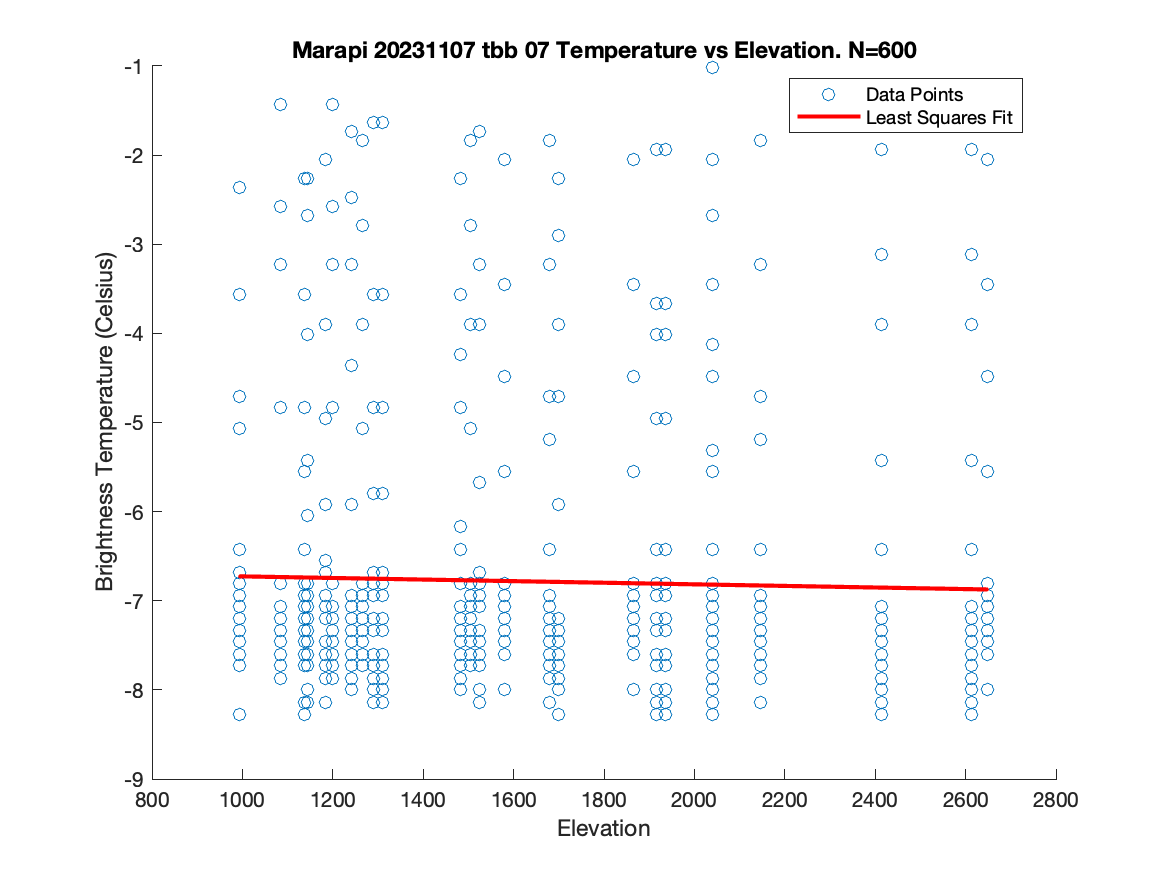 Marapi 20231107 tbb 07 Temperature vs Elevation. N=600
Data Points
Least Squares Fit
Brightness Temperature (Celsius)
-1
-2
-3
-4
-5
-6
-7
-8
-9
800 1000 1200 1400 1600 1800 2000 2200 2400 2600 2800
Elevation